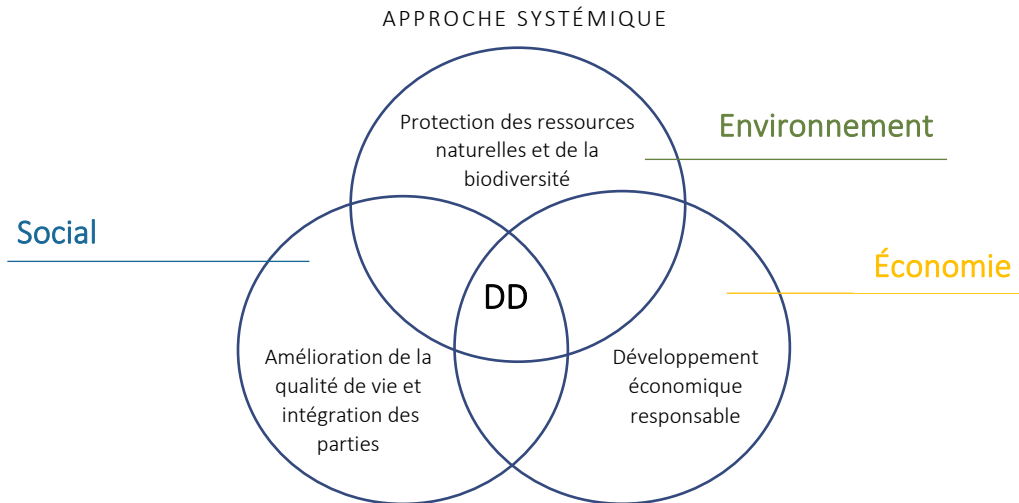 APPROCHE SYSTÉMIQUE
Protection des ressources
naturelles et de la
biodiversité
Environnement
Social
Économie
DD
Amélioration de la
qualité de vie et
intégration des
parties
Développement
économique
responsable